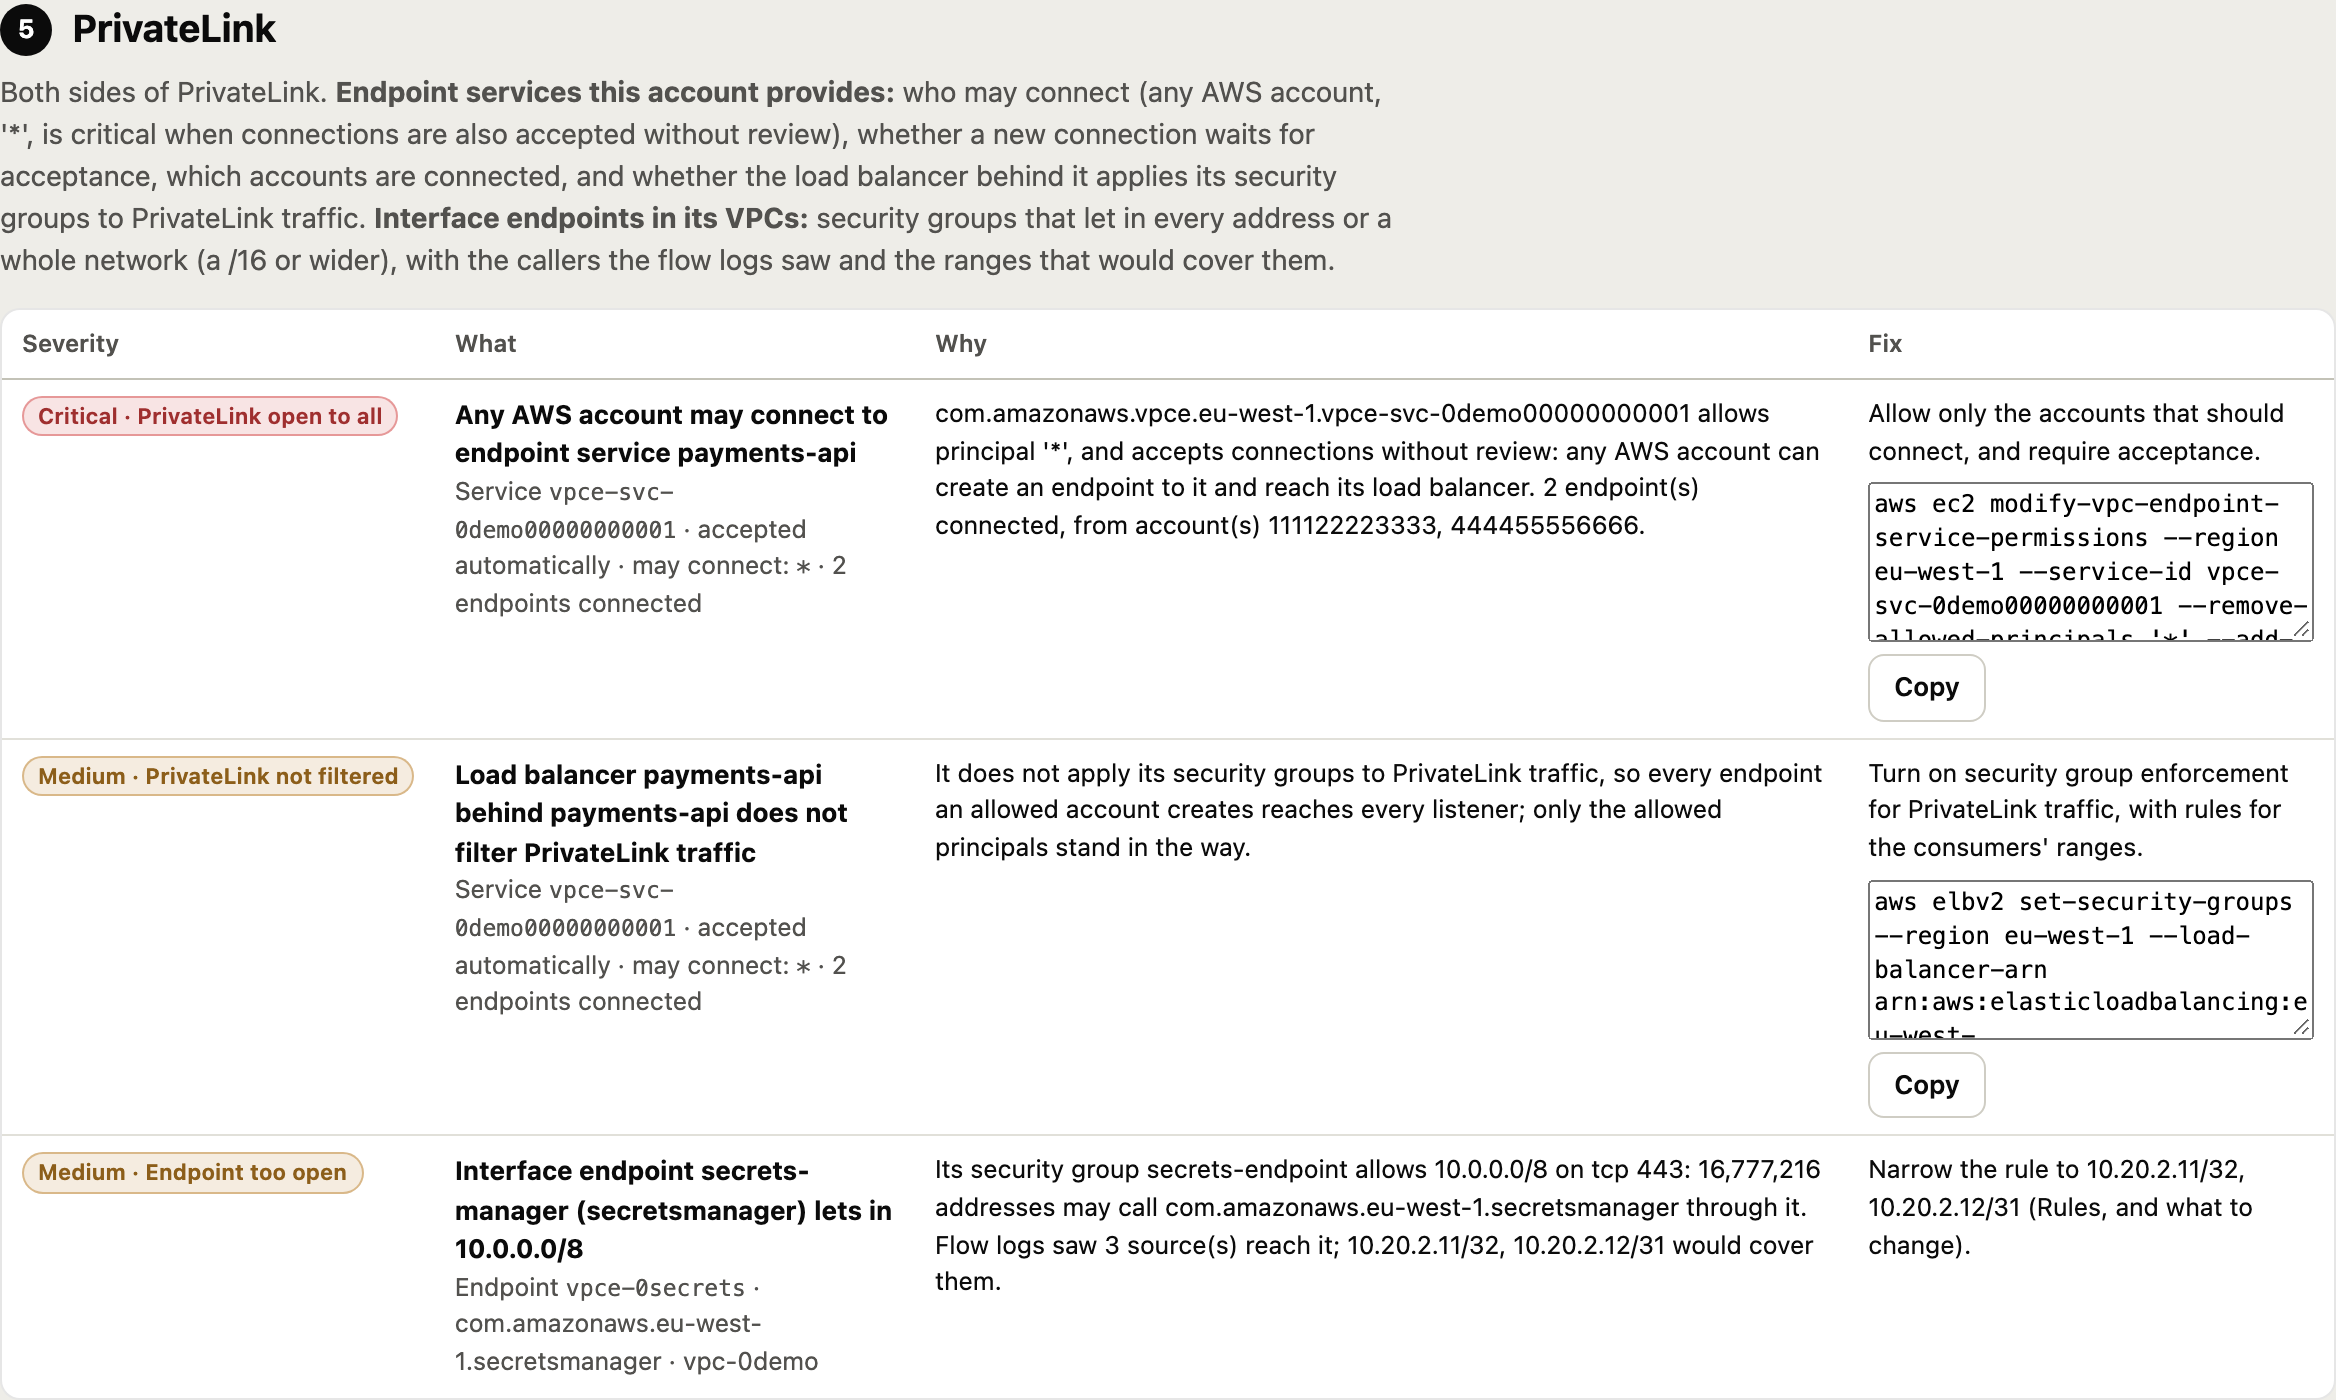 5 PrivateLink
Both sides of PrivateLink. Endpoint services this account provides: who may connect (any AWS account,
'*', is critical when connections are also accepted without review), whether a new connection waits for
acceptance, which accounts are connected, and whether the load balancer behind it applies its security
groups to PrivateLink traffic. Interface endpoints in its VPCs: security groups that let in every address or a
whole network (a /16 or wider), with the callers the flow logs saw and the ranges that would cover them.
Severity
What
Why
Fix
Critical · PrivateLink open to all
Any AWS account may connect to
endpoint service payments-api
Service vpce-svc-
0demo00000000001 · accepted
automatically · may connect: * · 2
endpoints connected
com.amazonaws.vpce.eu-west-1.vpce-svc-0demo00000000001 allows
principal '*', and accepts connections without review: any AWS account can
create an endpoint to it and reach its load balancer. 2 endpoint(s)
connected, from account(s) 111122223333, 444455556666.
Allow only the accounts that should
connect, and require acceptance.
aws ec2 modify-vpc-endpoint-
service-permissions --region
eu-west-1 --service-id vpce-
svc-0demo00000000001 --remove-
allowed-principals '*' --add-
Copy
Medium · PrivateLink not filtered
Load balancer payments-api
behind payments-api does not
filter PrivateLink traffic
Service vpce-svc-
0demo00000000001 · accepted
automatically · may connect: * · 2
endpoints connected
It does not apply its security groups to PrivateLink traffic, so every endpoint
an allowed account creates reaches every listener; only the allowed
principals stand in the way.
Turn on security group enforcement
for PrivateLink traffic, with rules for
the consumers' ranges.
aws elbv2 set-security-groups
--region eu-west-1 --load-
balancer-arn
arn:aws:elasticloadbalancing:e
u-west-
Copy
Medium · Endpoint too open
Interface endpoint secrets-
manager (secretsmanager) lets in
10.0.0.0/8
Endpoint vpce-0secrets ·
com.amazonaws.eu-west-
1.secretsmanager · vpc-0demo
Its security group secrets-endpoint allows 10.0.0.0/8 on tcp 443: 16,777,216
addresses may call com.amazonaws.eu-west-1.secretsmanager through it.
Flow logs saw 3 source(s) reach it; 10.20.2.11/32, 10.20.2.12/31 would cover
them.
Narrow the rule to 10.20.2.11/32,
10.20.2.12/31 (Rules, and what to
change).